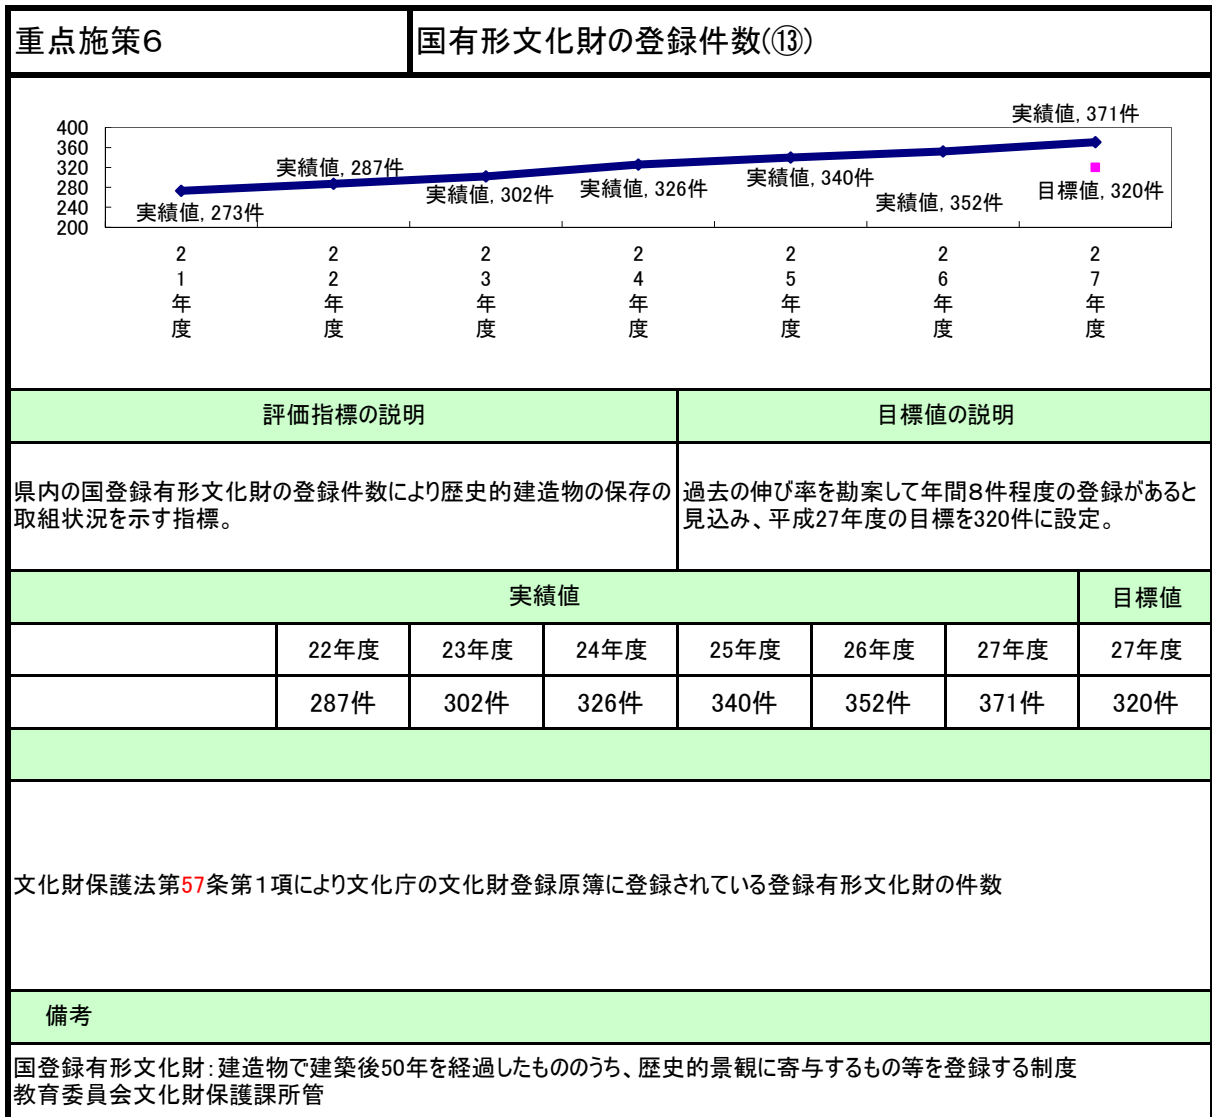 重点施策6
国有形文化財の登録件数(⑬)
400
360
320
280
240
200
実績値, 273件
実績値, 287件
実績値, 302件
実績値, 326件
実績値, 340件
実績値, 352件
実績値, 371件
目標値, 320件
21年度
22年度
23年度
24年度
25年度
26年度
27年度
評価指標の説明
目標値の説明
県内の国登録有形文化財の登録件数により歴史的建造物の保存の
取組状況を示す指標。
過去の伸び率を勘案して年間8件程度の登録があると
見込み、平成27年度の目標を320件に設定。
実績値
目標値
22年度
23年度
24年度
25年度
26年度
27年度
27年度
287件
302件
326件
340件
352件
371件
320件
文化財保護法第57条第1項により文化庁の文化財登録原簿に登録されている登録有形文化財の件数
備考
国登録有形文化財:建造物で建築後50年を経過したもののうち、歴史的景観に寄与するもの等を登録する制度
教育委員会文化財保護課所管